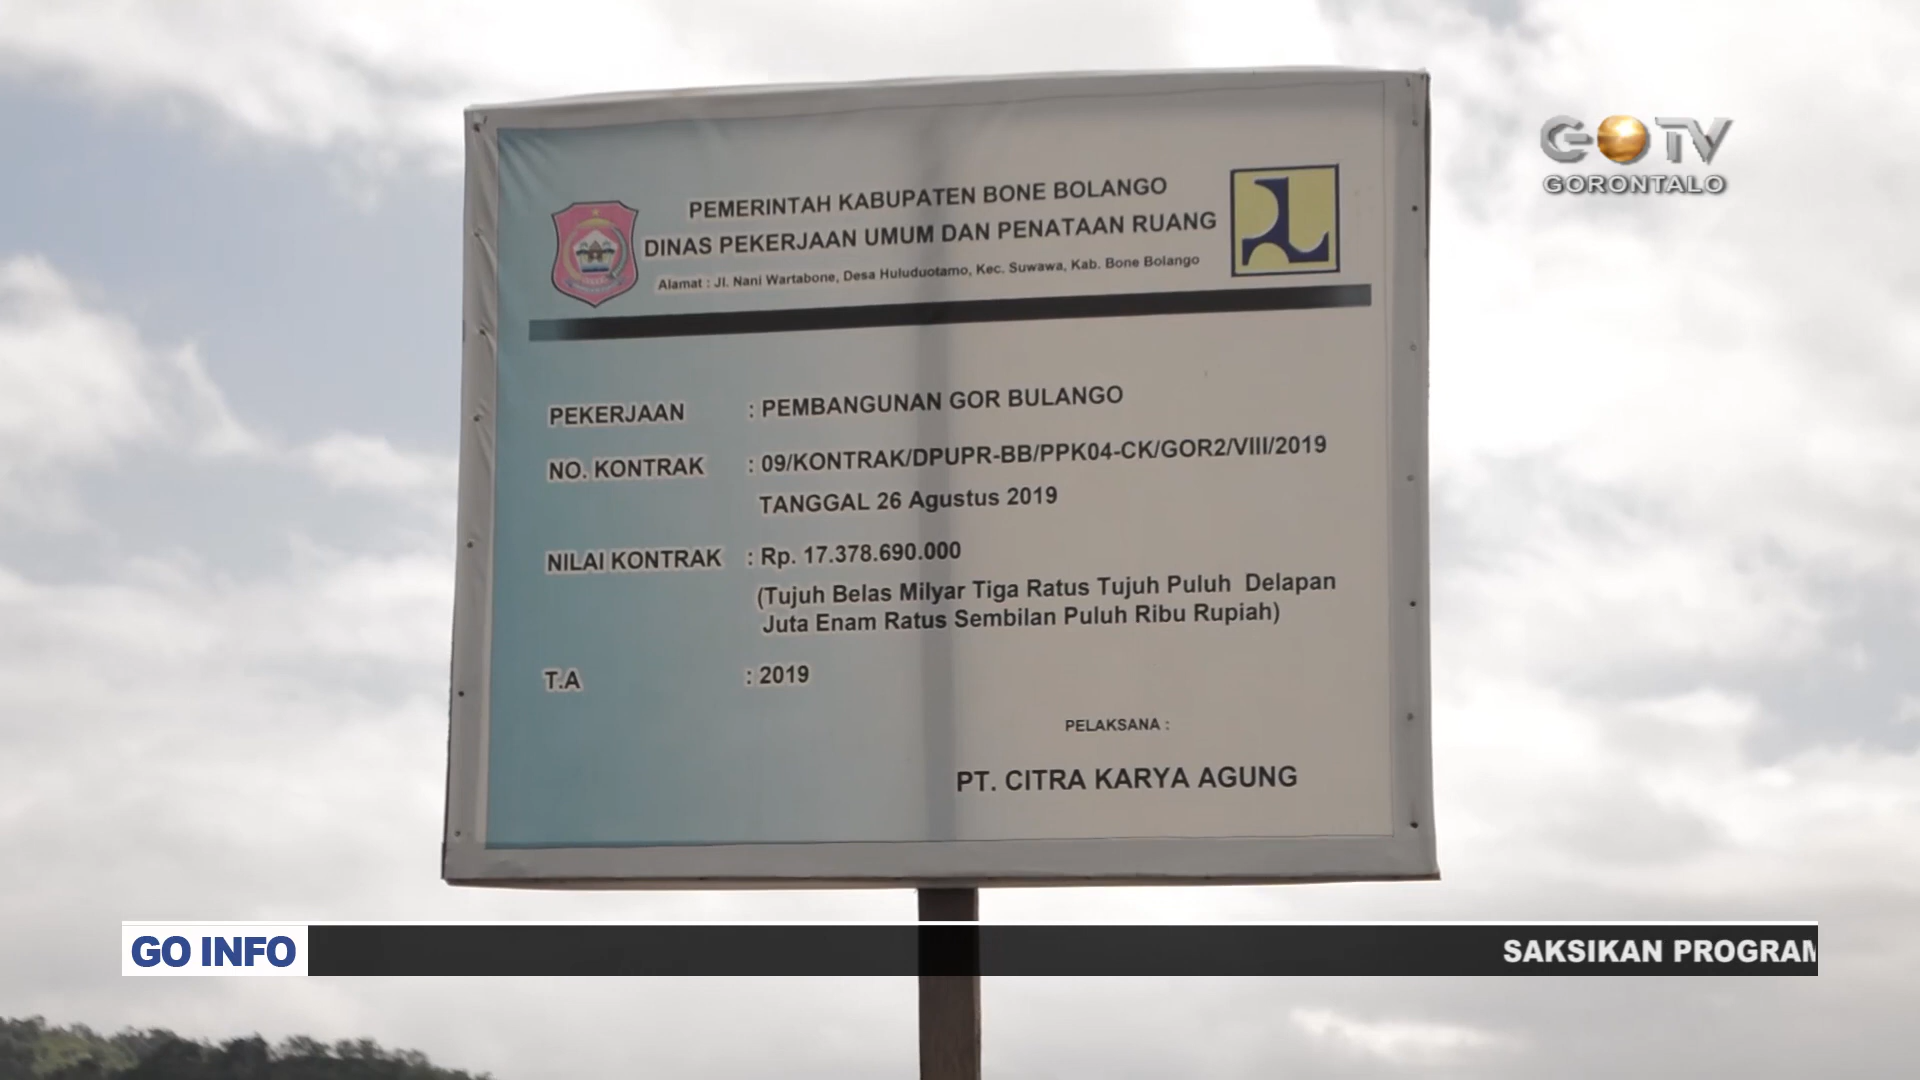 GOTV
GORONTALO
PEMERINTAH KABUPATEN BONE BOLANGO
DINAS PEKERJAAN UMUM DAN PENATAAN RUANG
Alamat : Jl. Nani Wartabone, Desa Huluduotamo, Kec. Suwawa, Kab. Bone Bolango
PEKERJAAN : PEMBANGUNAN GOR BULANGO
NO. KONTRAK : 09/KONTRAK/DPUPR-BB/PPK04-CK/GOR2/VIII/2019
TANGGAL 26 Agustus 2019
NILAI KONTRAK : Rp. 17.378.690.000
(Tujuh Belas Milyar Tiga Ratus Tujuh Puluh Delapan
Juta Enam Ratus Sembilan Puluh Ribu Rupiah)
T.A : 2019
PELAKSANA :
PT. CITRA KARYA AGUNG
GO INFO SAKSIKAN PROGRAM